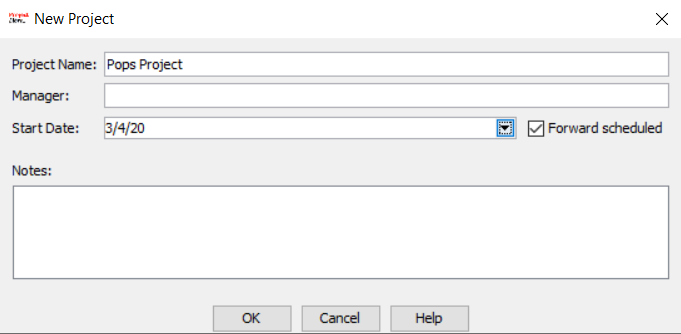 New Project
Project Name: Pops Project
Manager:
Start Date: 3/4/20 Forward scheduled
Notes:
OK Cancel Help